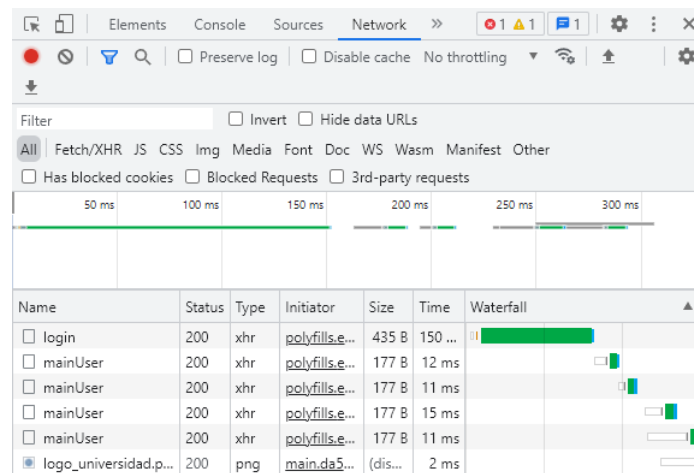 Elements Console Sources Network » 1 1 1
Preserve log Disable cache No throttling
Filter Invert Hide data URLs
All Fetch/XHR JS CSS Img Media Font Doc WS Wasm Manifest Other
Has blocked cookies Blocked Requests 3rd-party requests
50 ms 100 ms 150 ms 200 ms 250 ms 300 ms
Name Status Type Initiator Size Time Waterfall
login 200 xhr polyfills.e... 435 B 150 ...
mainUser 200 xhr polyfills.e... 177 B 12 ms
mainUser 200 xhr polyfills.e... 177 B 11 ms
mainUser 200 xhr polyfills.e... 177 B 15 ms
mainUser 200 xhr polyfills.e... 177 B 11 ms
logo_universidad.p... 200 png main.da5... (dis... 2 ms